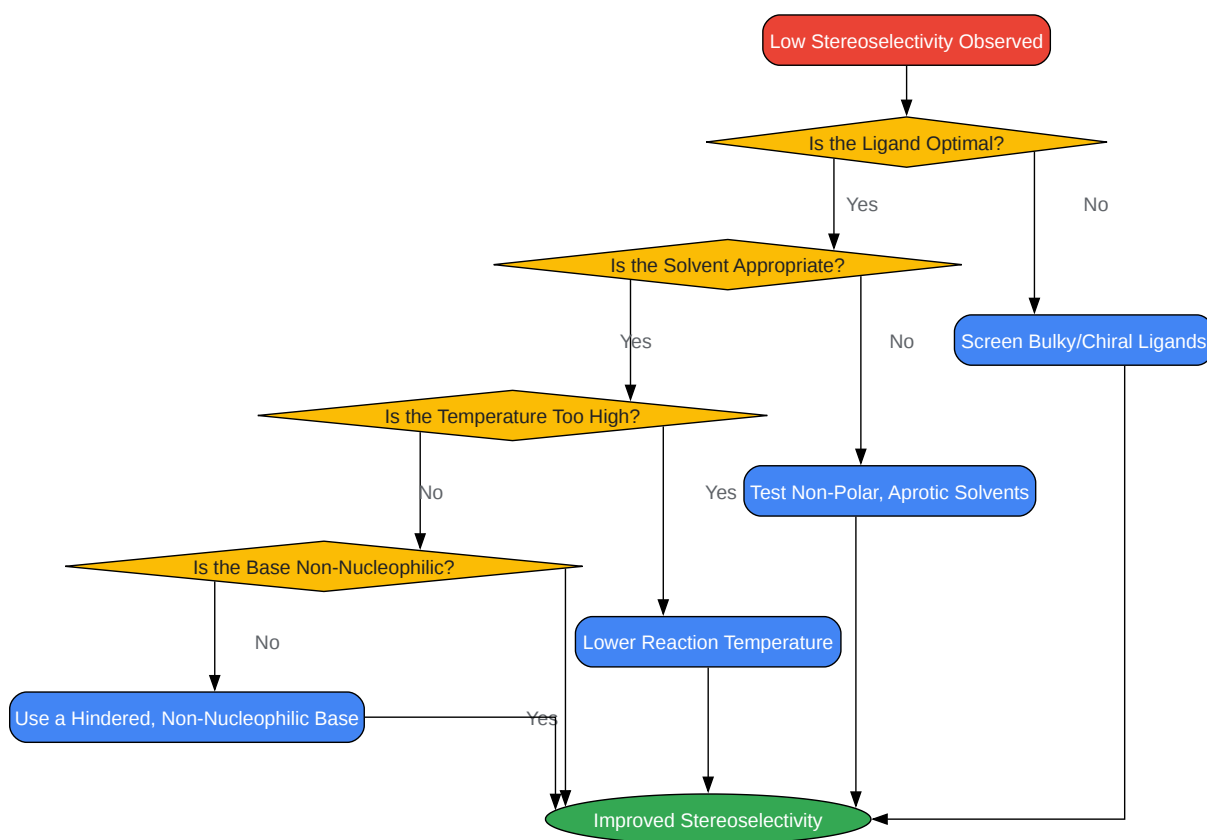 Low Stereoselectivity Observed
Is the Ligand Optimal?
Yes
No
Is the Solvent Appropriate?
Yes
No
Screen Bulky/Chiral Ligands
Is the Temperature Too High?
No
Yes
Test Non-Polar, Aprotic Solvents
Is the Base Non-Nucleophilic?
No
Lower Reaction Temperature
Use a Hindered, Non-Nucleophilic Base
Yes
Improved Stereoselectivity